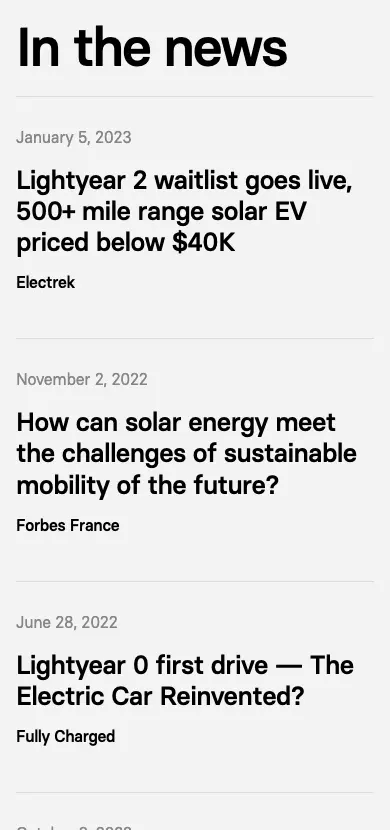 In the news
January 5, 2023
Lightyear 2 waitlist goes live,
500+ mile range solar EV
priced below $40K
Electrek
November 2, 2022
How can solar energy meet
the challenges of sustainable
mobility of the future?
Forbes France
June 28, 2022
Lightyear 0 first drive — The
Electric Car Reinvented?
Fully Charged